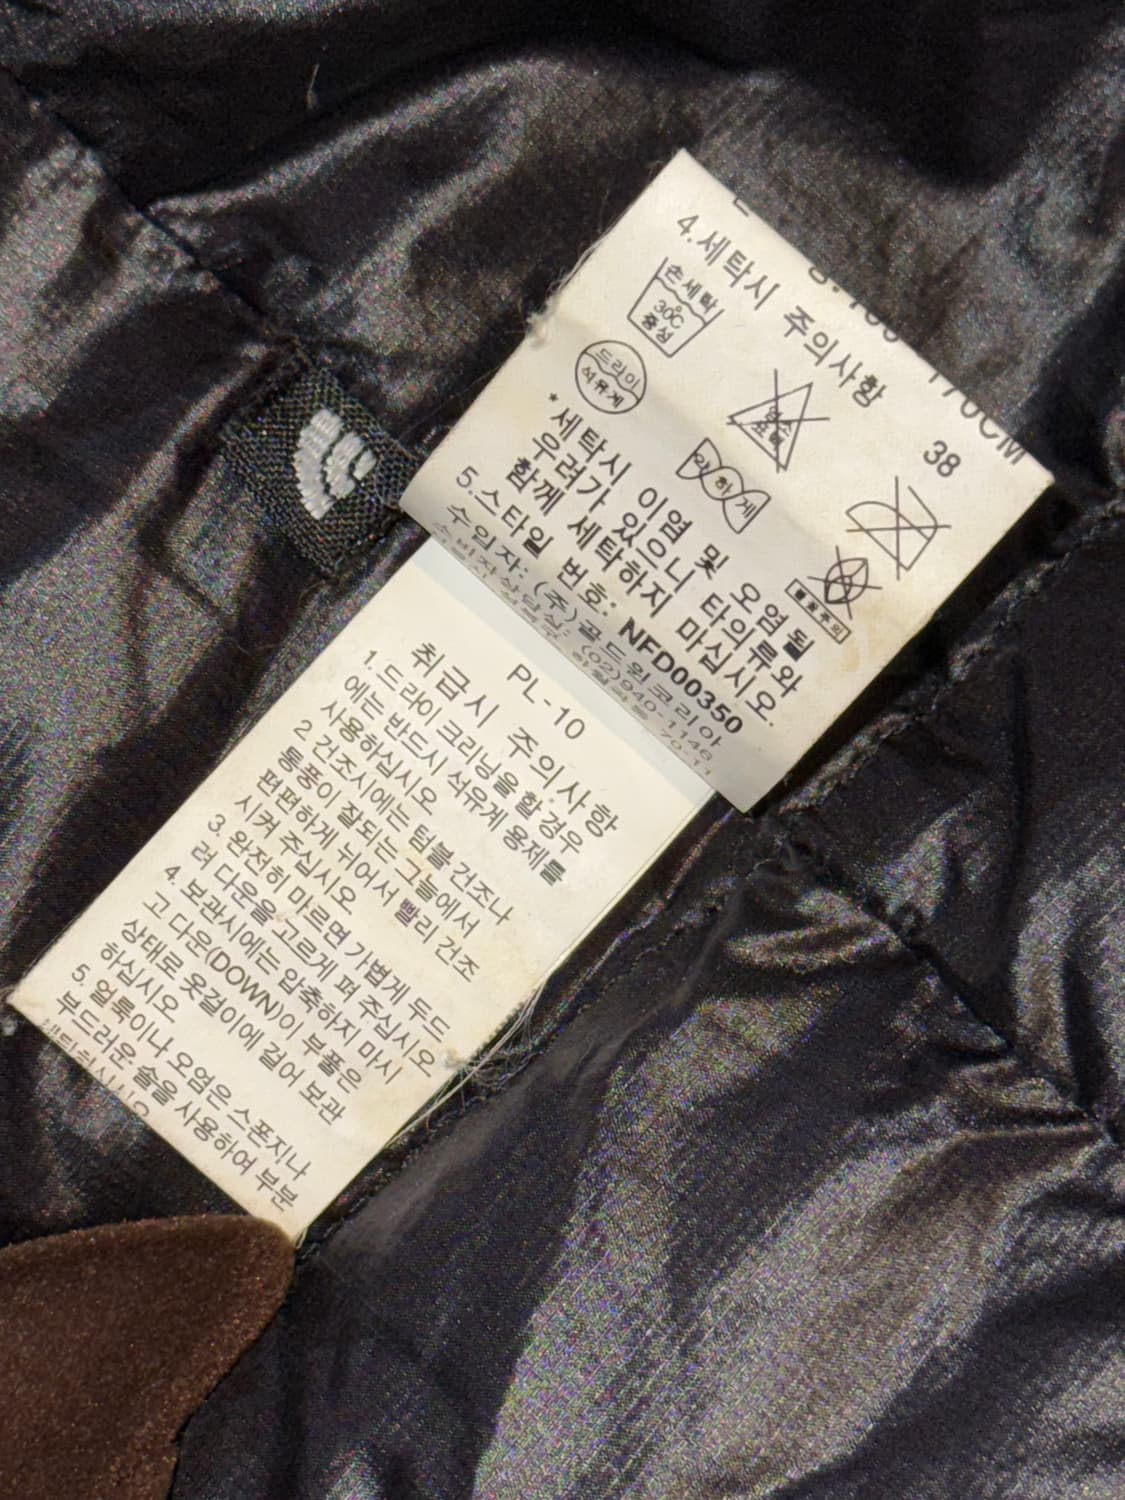 4.세탁시 주의사항
38
손세탁
30℃
중성
염소
표백
드라이
석유계
약하게
*세탁시 이염 및 오염될
우려가 있으니 타의류와
함께 세탁하지 마십시오.
5.스타일 번호: NFD00350
수입자: (주)골드윈코리아
PL-10
취급시 주의사항
1.드라이 크리닝을 할 경우
에는 반드시 석유계 용제를
사용하십시오
2 건조시에는 텀블 건조나
통풍이 잘되는 그늘에서
편편하게 뉘어서 빨리 건조
시켜 주십시오
3. 완전히 마르면 가볍게 두드
려 다운을 고르게 펴 주십시오
4.보관시에는 압축하지 마시
고 다운(DOWN)이 부풀은
상태로 옷걸이에 걸어 보관
하십시오
5. 얼룩이나 오염은 스폰지나
부드러운 솔을 사용하여 부분